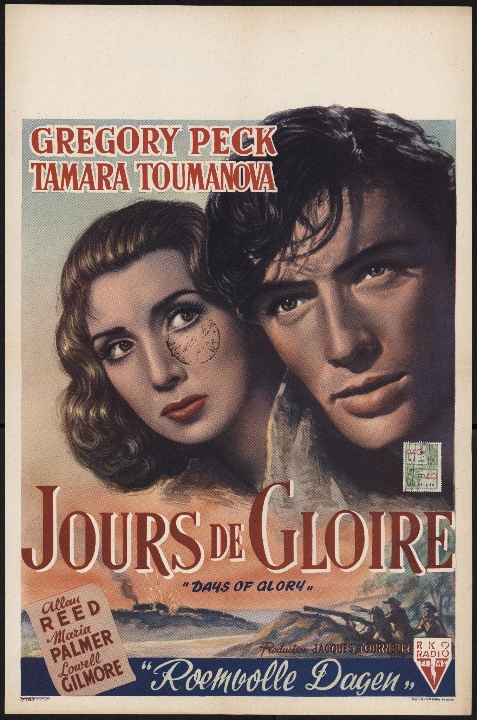 GREGORY PECK
TAMARA TOUMANOVA
JOURS DE GLOIRE
"DAYS OF GLORY"
Allan
REED
Maria
PALMER
Lowell
GILMORE
Production JACQUES TOURNEUR
RKO
RADIO
FILMS
"Roemvolle Dagen"